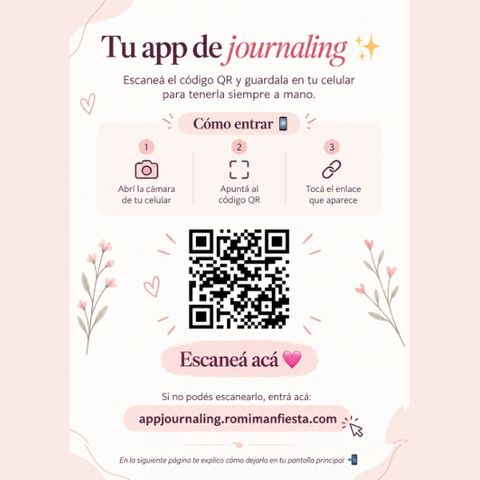 Tu app de journaling ✨
Escaneá el código QR y guardala en tu celular
para tenerla siempre a mano.
Cómo entrar 📱
1
Abrí la cámara
de tu celular
2
Apuntá al
código QR
3
Tocá el enlace
que aparece
Escaneá acá 🩷
Si no podés escanearlo, entrá acá:
appjournaling.romimanfiesta.com
En la siguiente página te explico cómo dejarlo en tu pantalla principal 📲